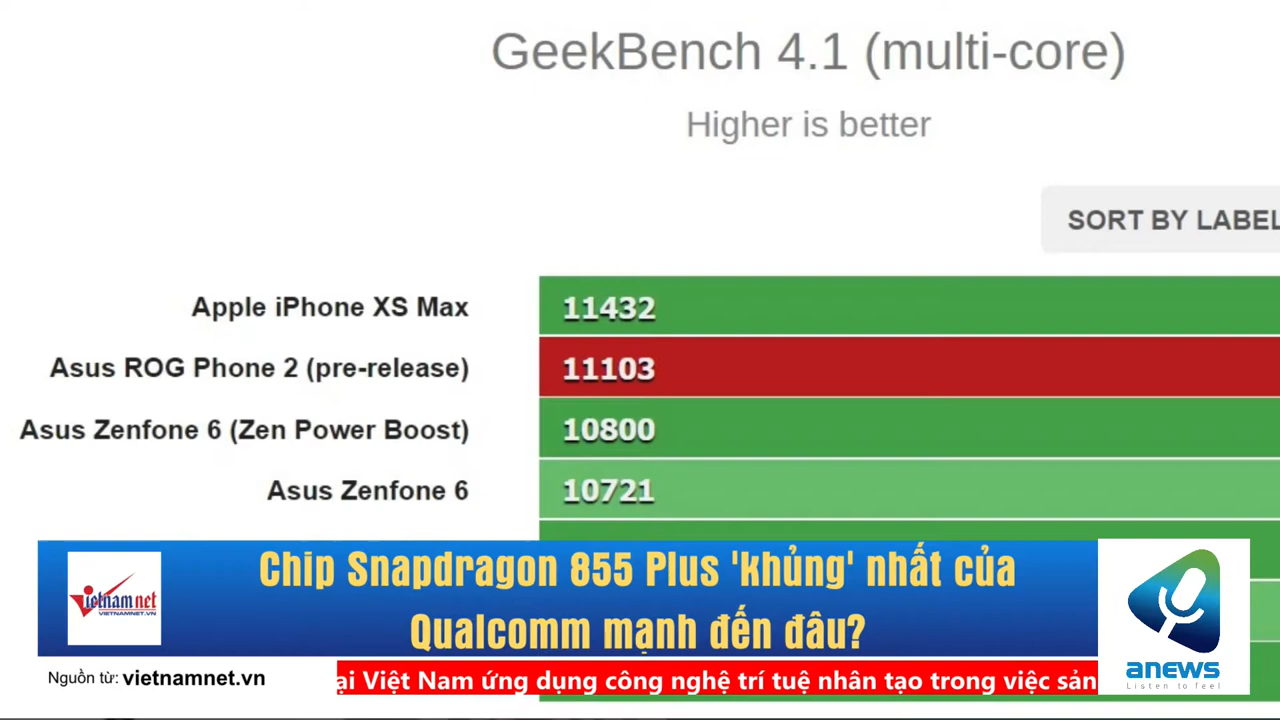 GeekBench 4.1 (multi-core)
Higher is better
SORT BY LABEL
Apple iPhone XS Max 11432
Asus ROG Phone 2 (pre-release) 11103
Asus Zenfone 6 (Zen Power Boost) 10800
Asus Zenfone 6 10721
Chip Snapdragon 855 Plus 'khủng' nhất của
Qualcomm mạnh đến đâu?
Vietnamnet
VIETNAMNET.VN
Nguồn từ: vietnamnet.vn
ại Việt Nam ứng dụng công nghệ trí tuệ nhân tạo trong việc sản
anews
Listen to feel